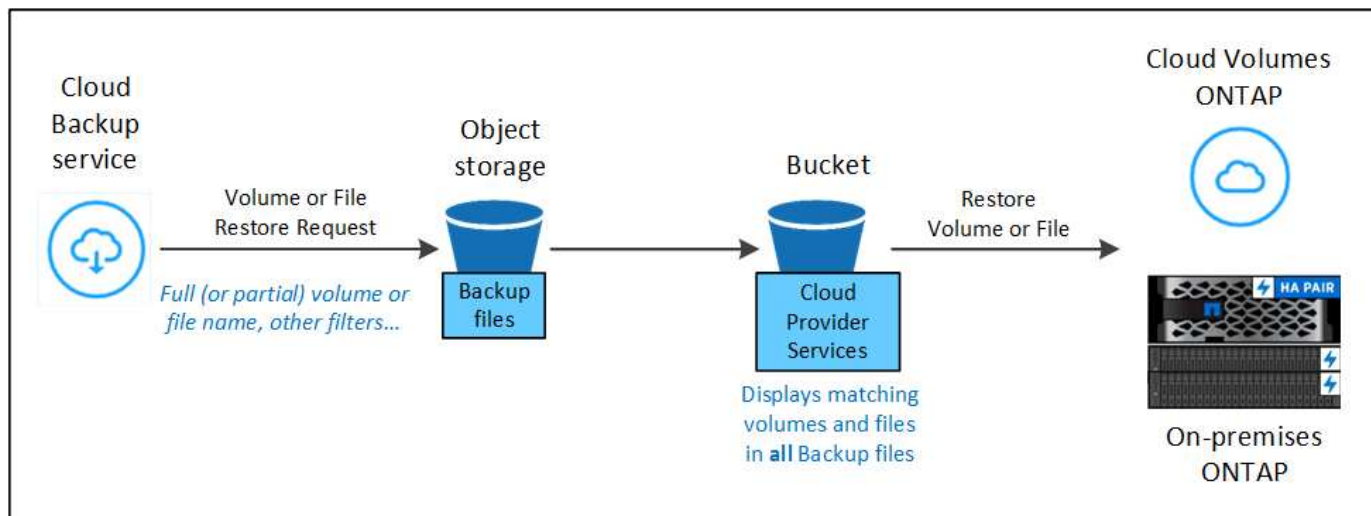 Cloud
Backup
service
Volume or File
Restore Request
Full (or partial) volume or
file name, other filters…
Object
storage
Backup
files
Bucket
Cloud
Provider
Services
Displays matching
volumes and files
in all Backup files
Restore
Volume or File
Cloud Volumes
ONTAP
HA PAIR
On-premises
ONTAP